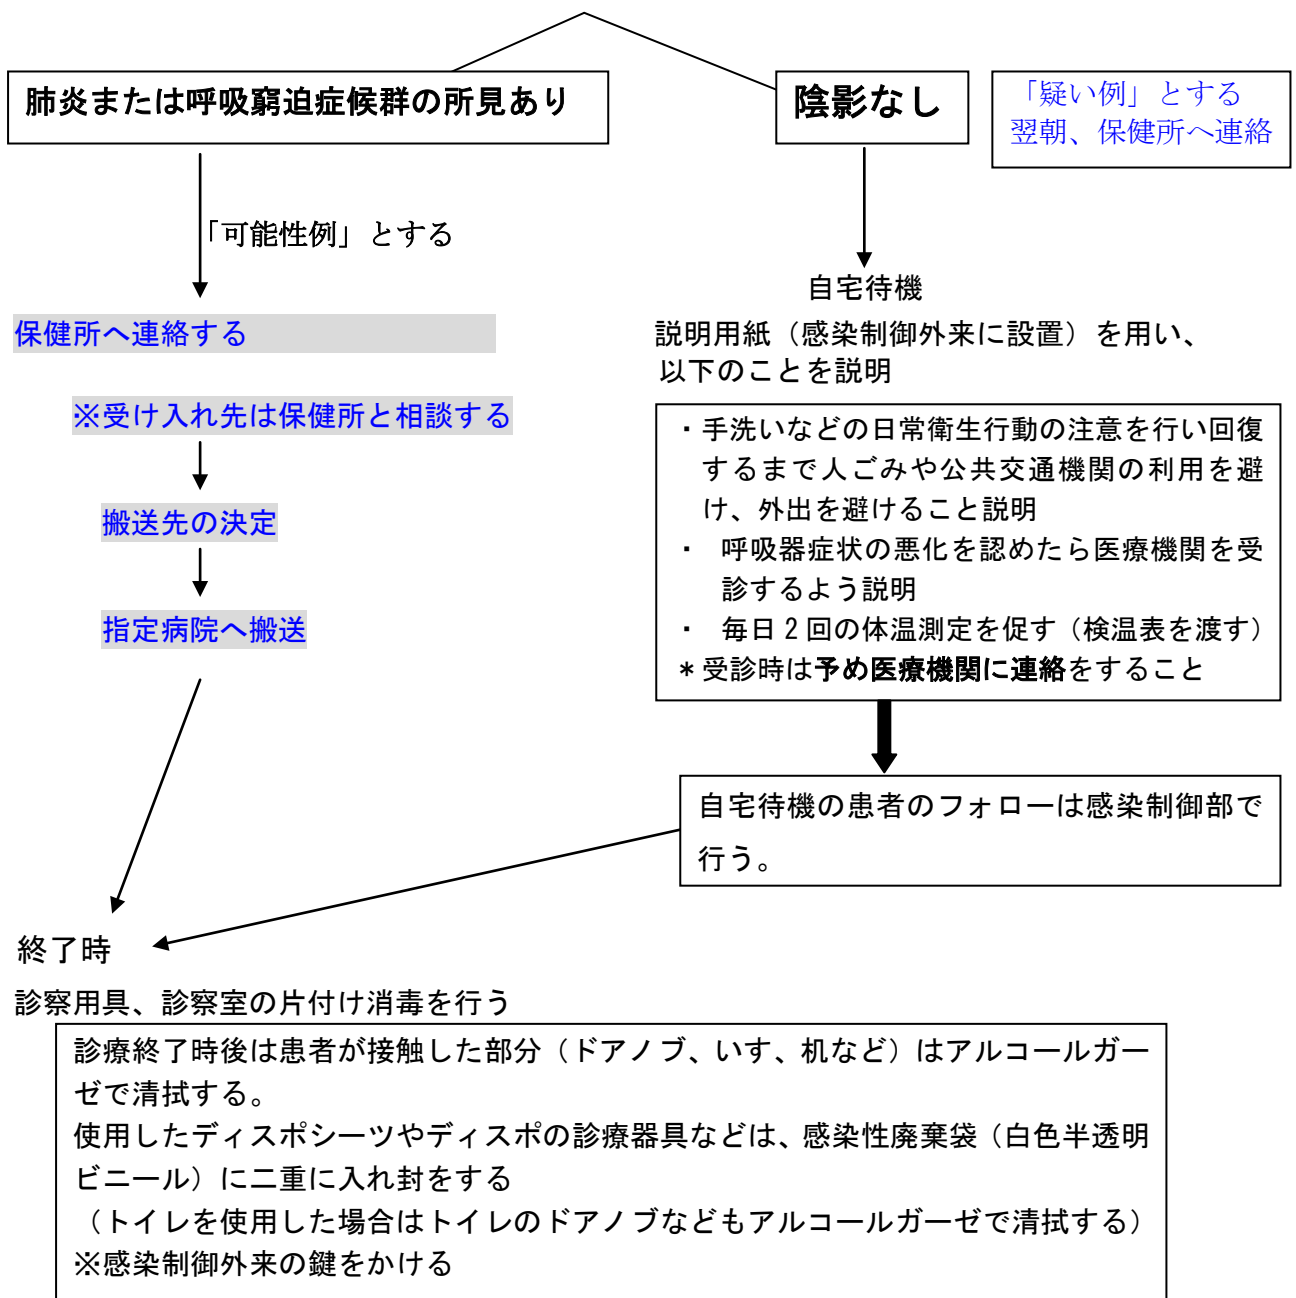 肺炎または呼吸窮迫症候群の所見あり
陰影なし
「疑い例」とする
翌朝、保健所へ連絡
「可能性例」とする
保健所へ連絡する
※受け入れ先は保健所と相談する
搬送先の決定
指定病院へ搬送
自宅待機
説明用紙（感染制御外来に設置）を用い、
以下のことを説明
・手洗いなどの日常衛生行動の注意を行い回復
するまで人ごみや公共交通機関の利用を避
け、外出を避けること説明
・ 呼吸器症状の悪化を認めたら医療機関を受
診するよう説明
・ 毎日2回の体温測定を促す（検温表を渡す）
＊受診時は予め医療機関に連絡をすること
自宅待機の患者のフォローは感染制御部で
行う。
終了時
診察用具、診察室の片付け消毒を行う
診療終了時後は患者が接触した部分（ドアノブ、いす、机など）はアルコールガー
ゼで清拭する。
使用したディスポシーツやディスポの診療器具などは、感染性廃棄袋（白色半透明
ビニール）に二重に入れ封をする
（トイレを使用した場合はトイレのドアノブなどもアルコールガーゼで清拭する）
※感染制御外来の鍵をかける